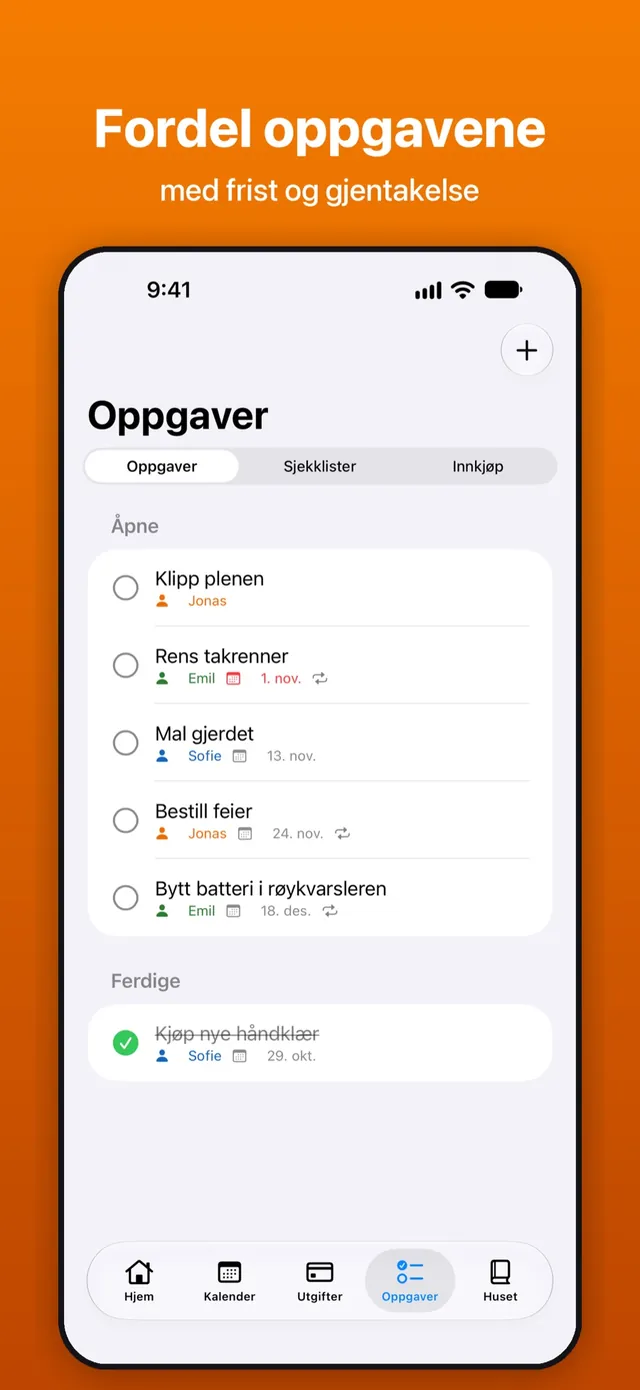 Fordel oppgavene
med frist og gjentakelse
9:41
Oppgaver
Oppgaver Sjekklister Innkjøp
Åpne
Klipp plenen
Jonas
Rens takrenner
Emil 1. nov.
Mal gjerdet
Sofie 13. nov.
Bestill feier
Jonas 24. nov.
Bytt batteri i røykvarsleren
Emil 18. des.
Ferdige
Kjøp nye håndklær
Sofie 29. okt.
Hjem Kalender Utgifter Oppgaver Huset